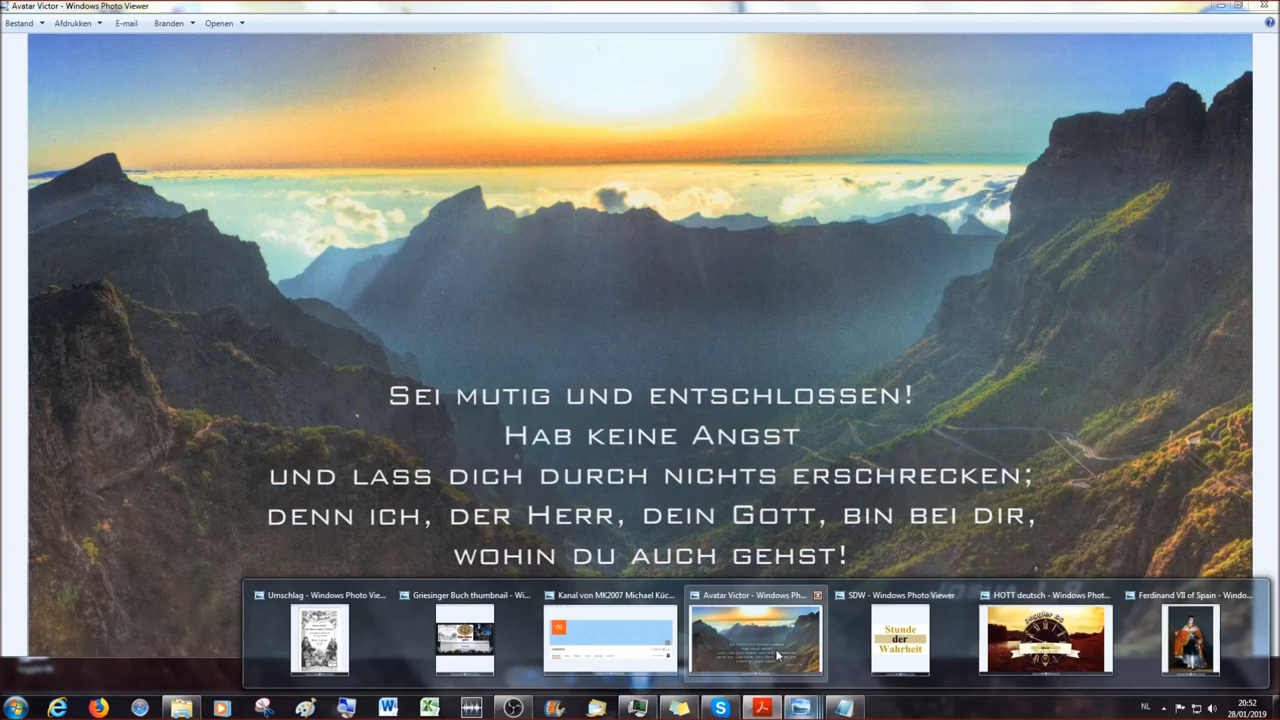 Avatar Victor - Windows Photo Viewer
Bestand Afdrukken E-mail Branden Openen
Sei mutig und entschlossen!
Hab keine Angst
und lass dich durch nichts erschrecken;
denn ich, der Herr, dein Gott, bin bei dir,
wohin du auch gehst!
Umschlag - Windows Photo Vie... Griesinger Buch thumbnail - Wi... Kanal von MK2007 Michael Küc... Avatar Victor - Windows Ph... SDW - Windows Photo Viewer HOTT deutsch - Windows Phot... Ferdinand VII of Spain - Windo...
Stunde
der
Wahrheit
NL 20:52
28/01/2019